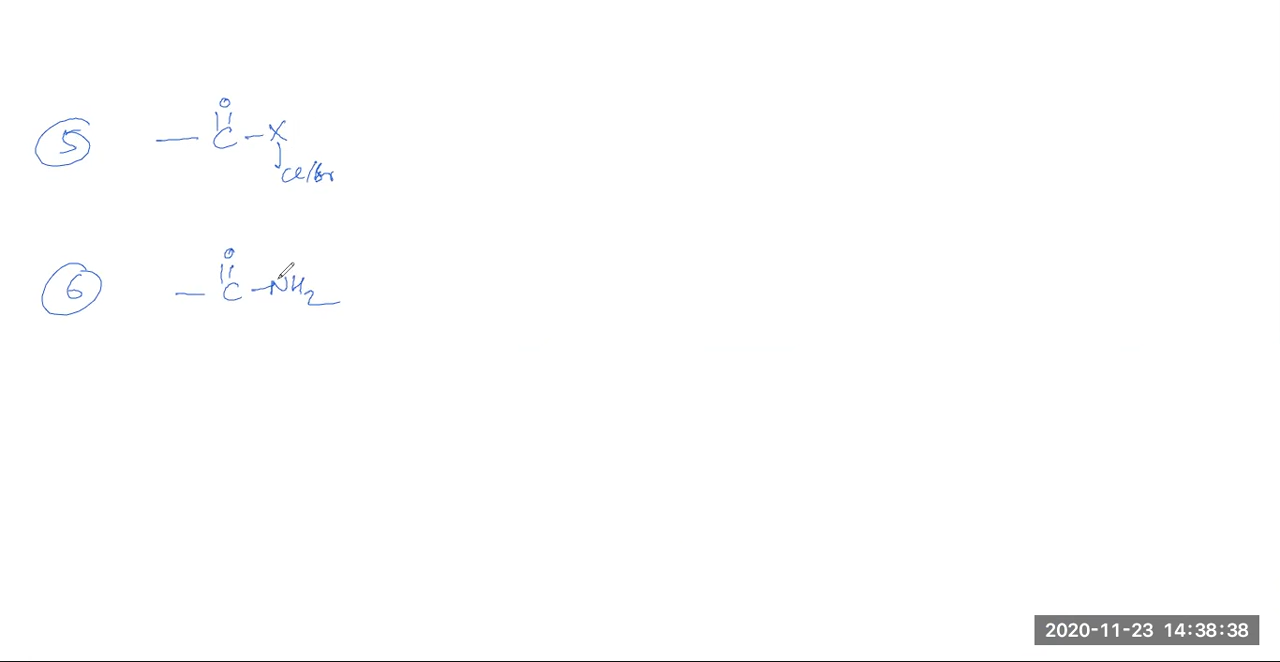 O
5 — C - X
Cl/Br
O
6 — C - NH2
2020-11-23 14:38:38